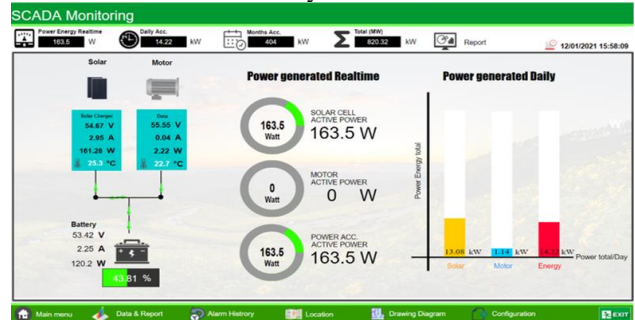 SCADA Monitoring
Power Energy Realtime
163.5 W
Daily Acc.
14.22 kW
Months Acc.
404 kW
Total (MW)
820.32 kW
Report
12/01/2021 15:58:09
Solar
Motor
Solar Charger
54.67 V
2.95 A
161.28 W
25.3 °C
55.55 V
0.04 A
2.22 W
22.7 °C
Battery
53.42 V
2.25 A
120.2 W
43.81 %
Power generated Realtime
163.5
Watt
SOLAR CELL
ACTIVE POWER
163.5 W
0
Watt
MOTOR
ACTIVE POWER
0 W
163.5
Watt
POWER ACC.
ACTIVE POWER
163.5 W
Power generated Daily
Power Energy total
13.08 kW
1.14 kW
14.22 kW
Power total/Day
Solar
Motor
Energy
Main menu
Data & Report
Alarm Histrory
Location
Drawing Diagram
Configuration
EXIT